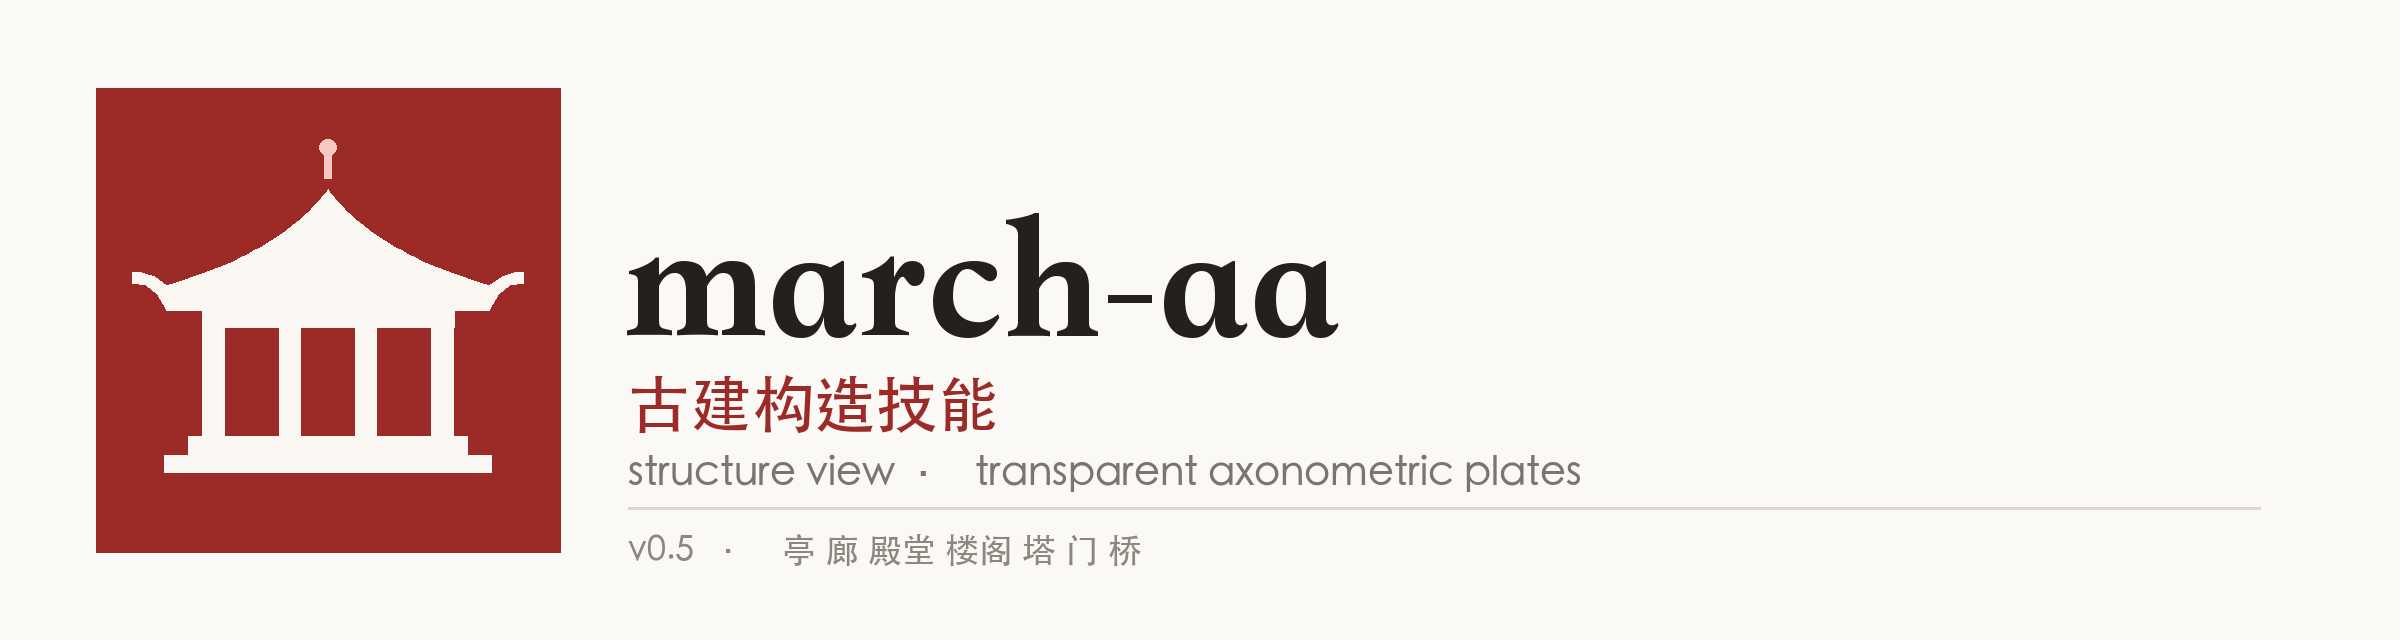 march-aa
古建构造技能
structure view · transparent axonometric plates
v0.5 · 亭 廊 殿堂 楼阁 塔 门 桥